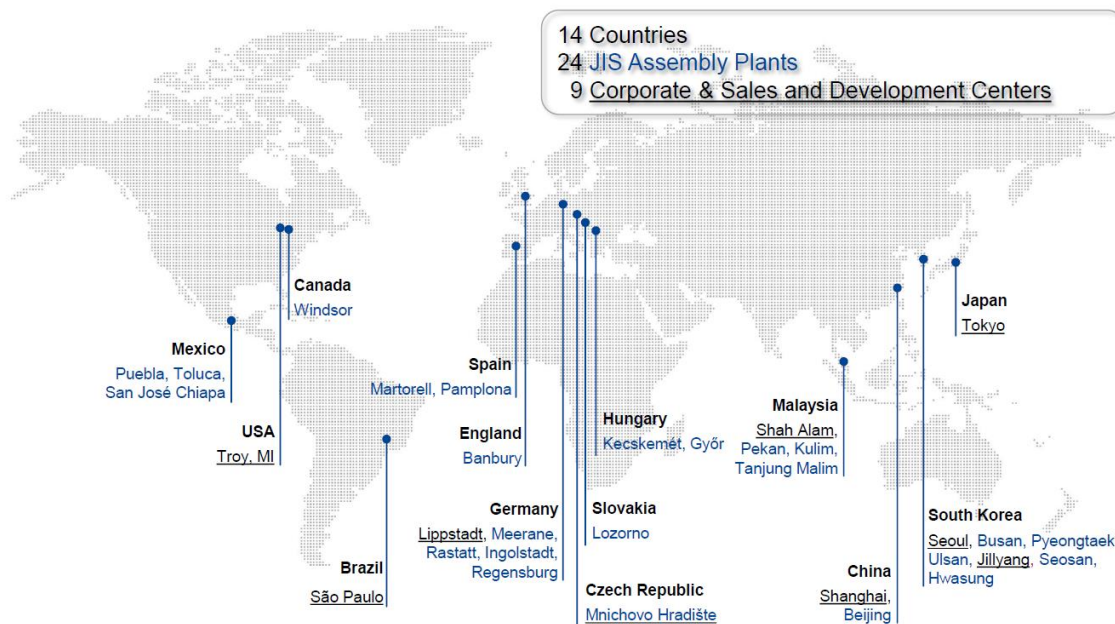 14 Countries
24 JIS Assembly Plants
9 Corporate & Sales and Development Centers
Canada
Windsor
Mexico
Puebla, Toluca,
San José Chiapa
USA
Troy, MI
Brazil
São Paulo
Spain
Martorell, Pamplona
England
Banbury
Germany
Lippstadt, Meerane,
Rastatt, Ingolstadt,
Regensburg
Hungary
Kecskemét, Győr
Slovakia
Lozorno
Czech Republic
Mnichovo Hradište
Malaysia
Shah Alam,
Pekan, Kulim,
Tanjung Malim
China
Shanghai,
Beijing
South Korea
Seoul, Busan, Pyeongtaek
Ulsan, Jillyang, Seosan,
Hwasung
Japan
Tokyo